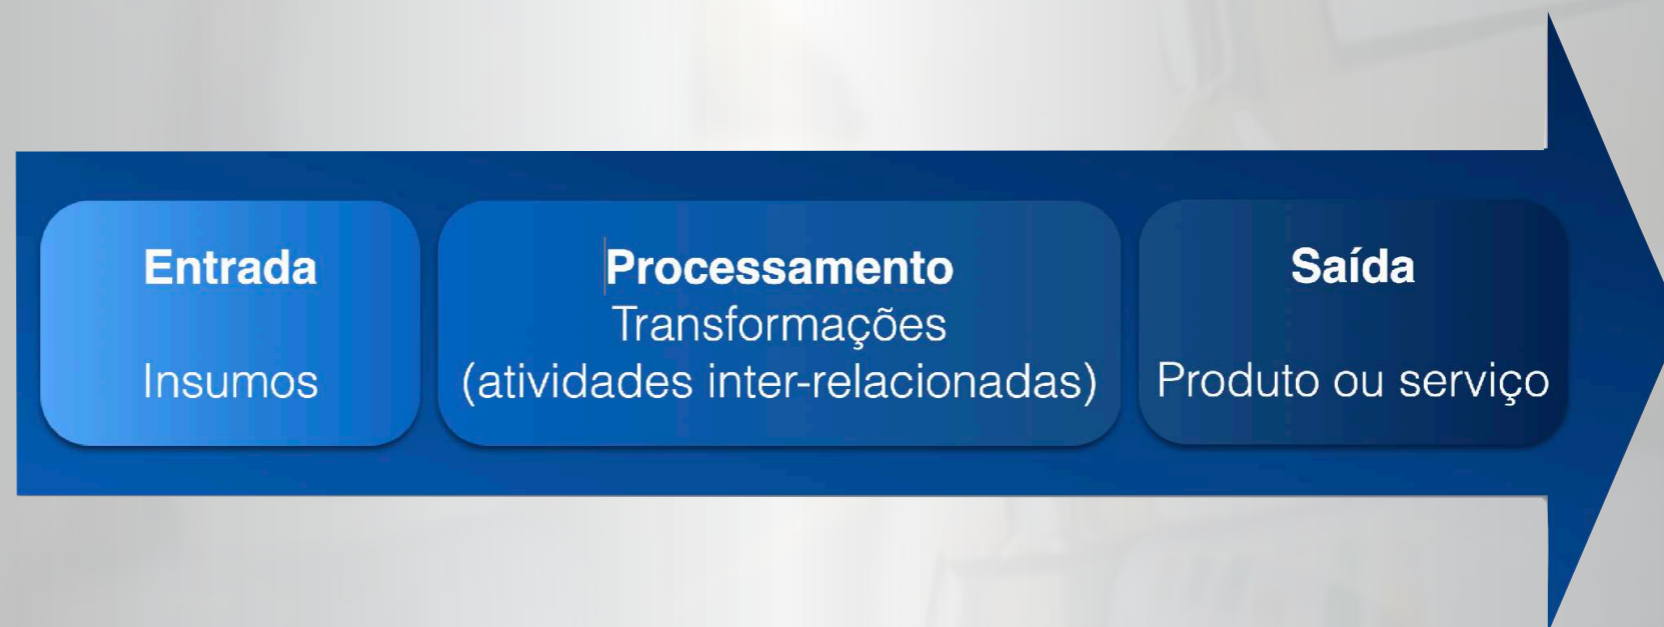 Entrada
Insumos
Processamento
Transformações
(atividades inter-relacionadas)
Saída
Produto ou serviço